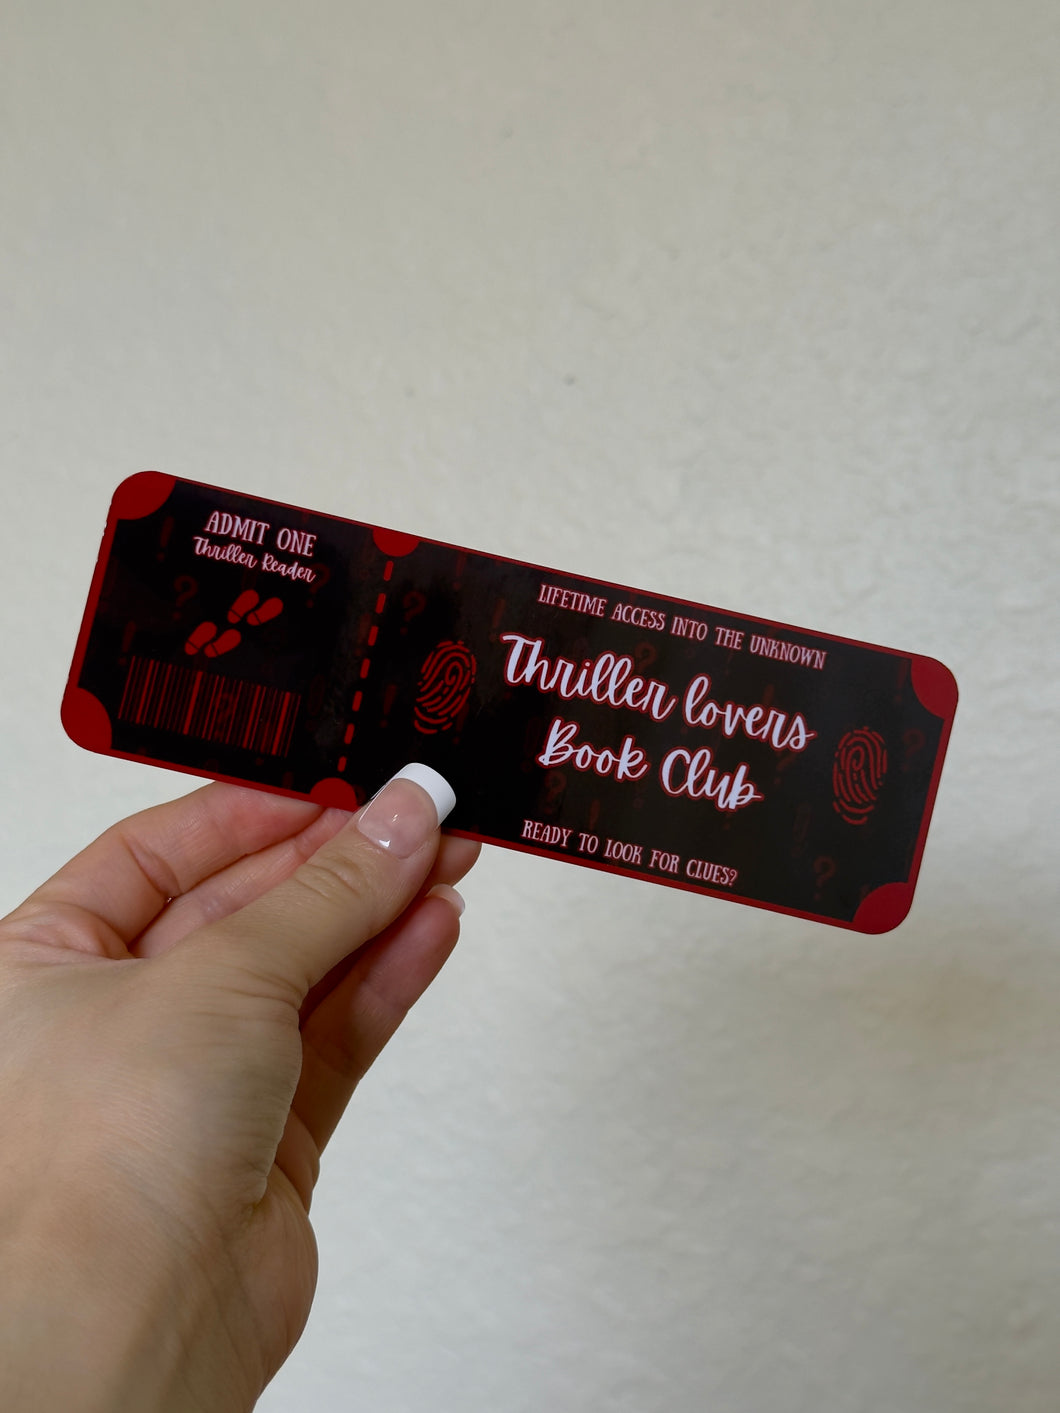 ADMIT ONE
Thriller Reader
LIFETIME ACCESS INTO THE UNKNOWN
Thriller lovers
Book Club
READY TO LOOK FOR CLUES?